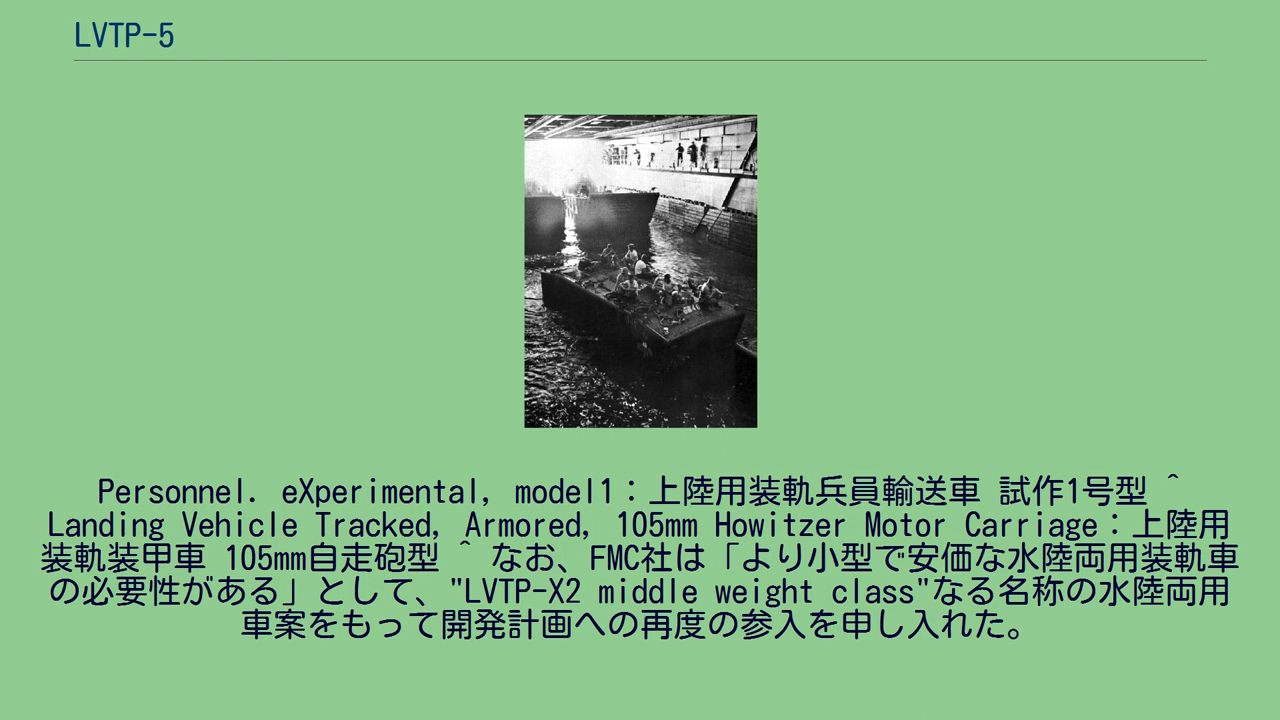 LVTP-5
Personnel. eXperimental, model1：上陸用装軌兵員輸送車 試作1号型 ^
Landing Vehicle Tracked, Armored, 105mm Howitzer Motor Carriage：上陸用
装軌装甲車 105mm自走砲型 ^ なお、FMC社は「より小型で安価な水陸両用装軌車
の必要性がある」として、"LVTP-X2 middle weight class"なる名称の水陸両用
車案をもって開発計画への再度の参入を申し入れた。